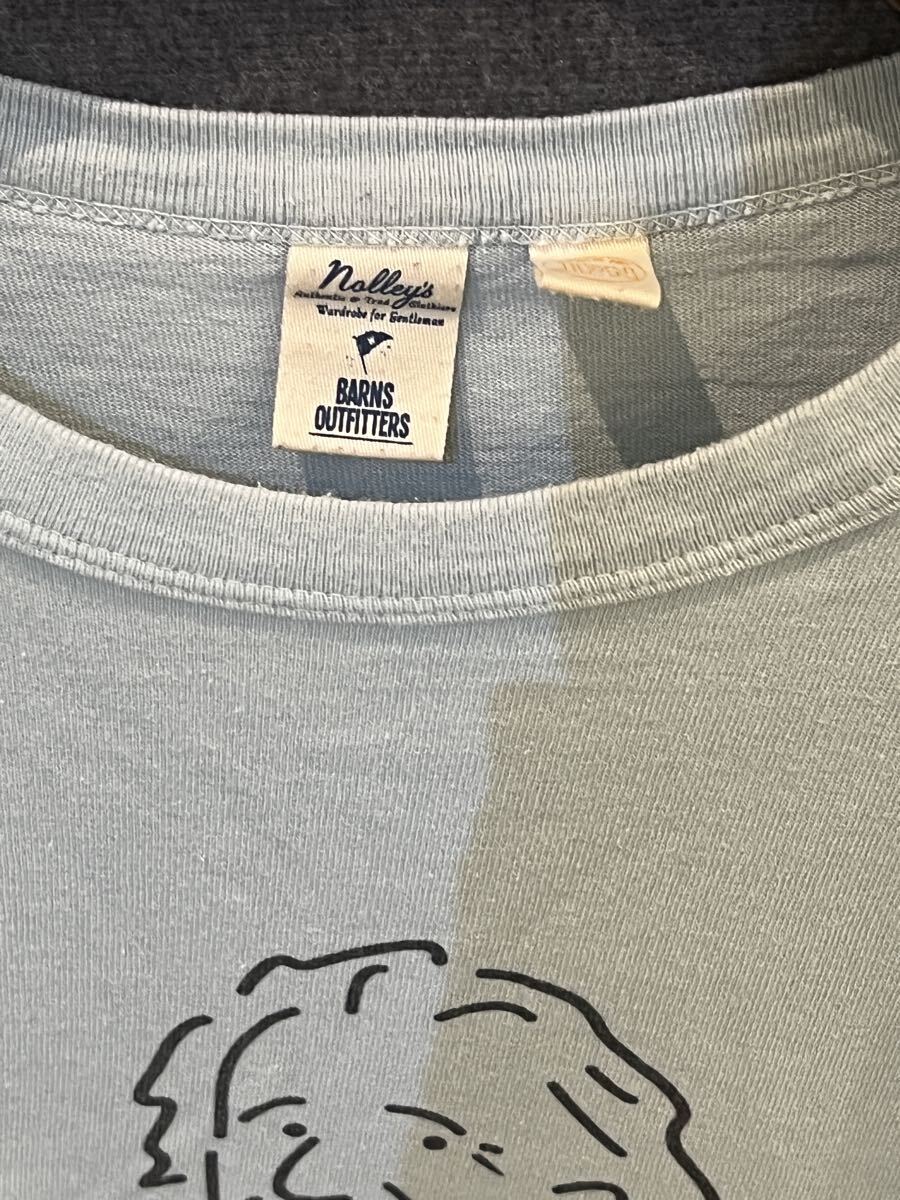 Nolley's
Authentic & Trad Clothiers
Wardrobe for Gentleman
BARNS
OUTFITTERS